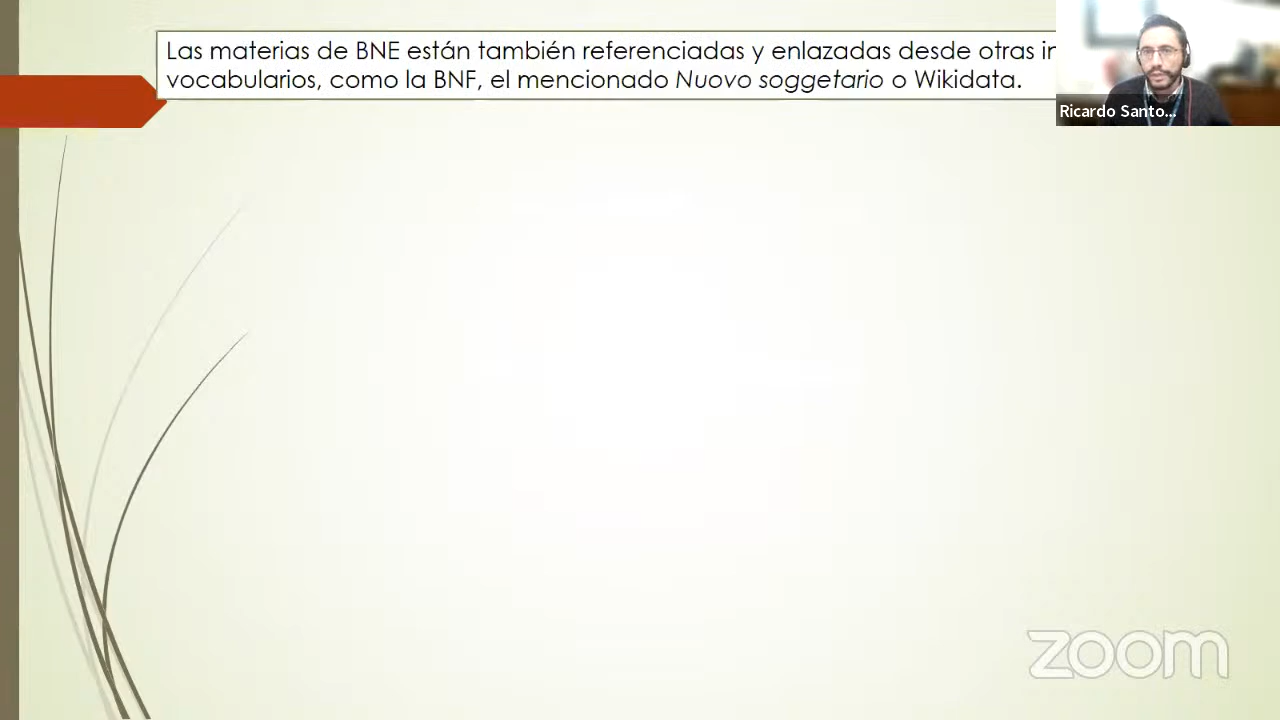 Las materias de BNE están también referenciadas y enlazadas desde otras
vocabularios, como la BNF, el mencionado Nuovo soggetario o Wikidata.
Ricardo Santo...
zoom